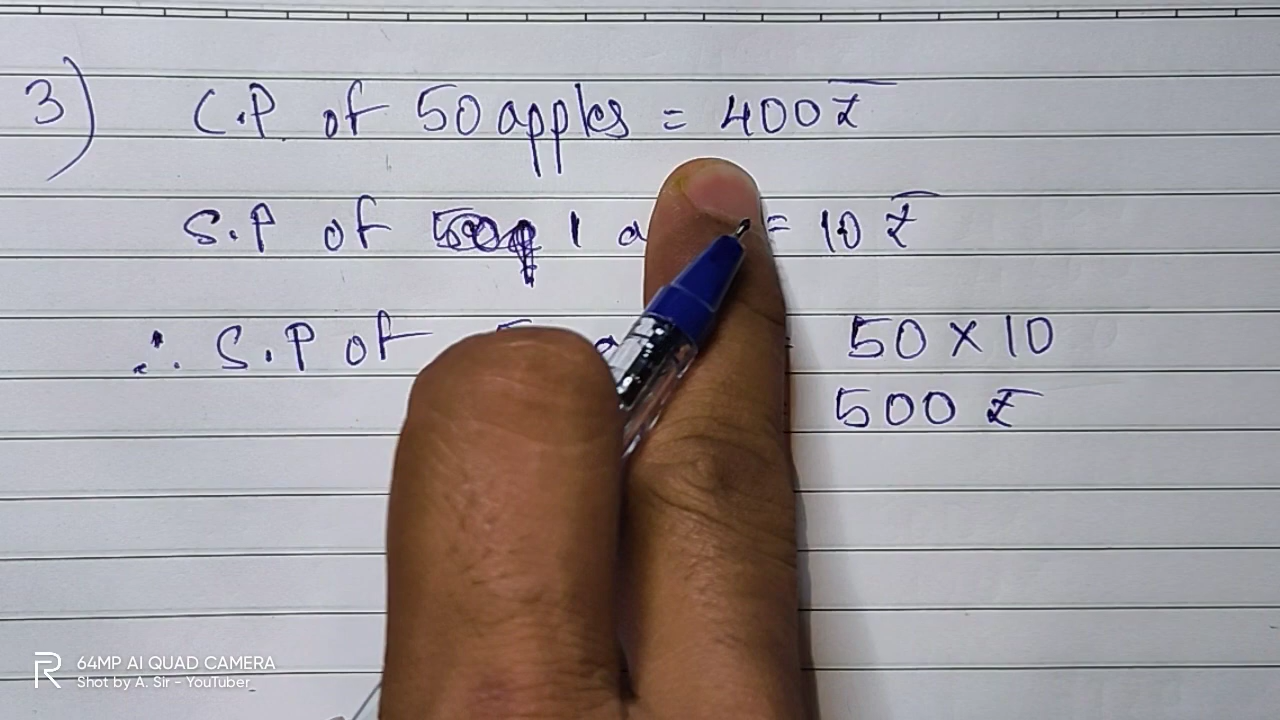 3) C.P of 50 apples = 400 ₹
S.P of 1 = 10 ₹
∴ S.P of = 50 × 10
500 ₹
64MP AI QUAD CAMERA
Shot by A. Sir - YouTuber